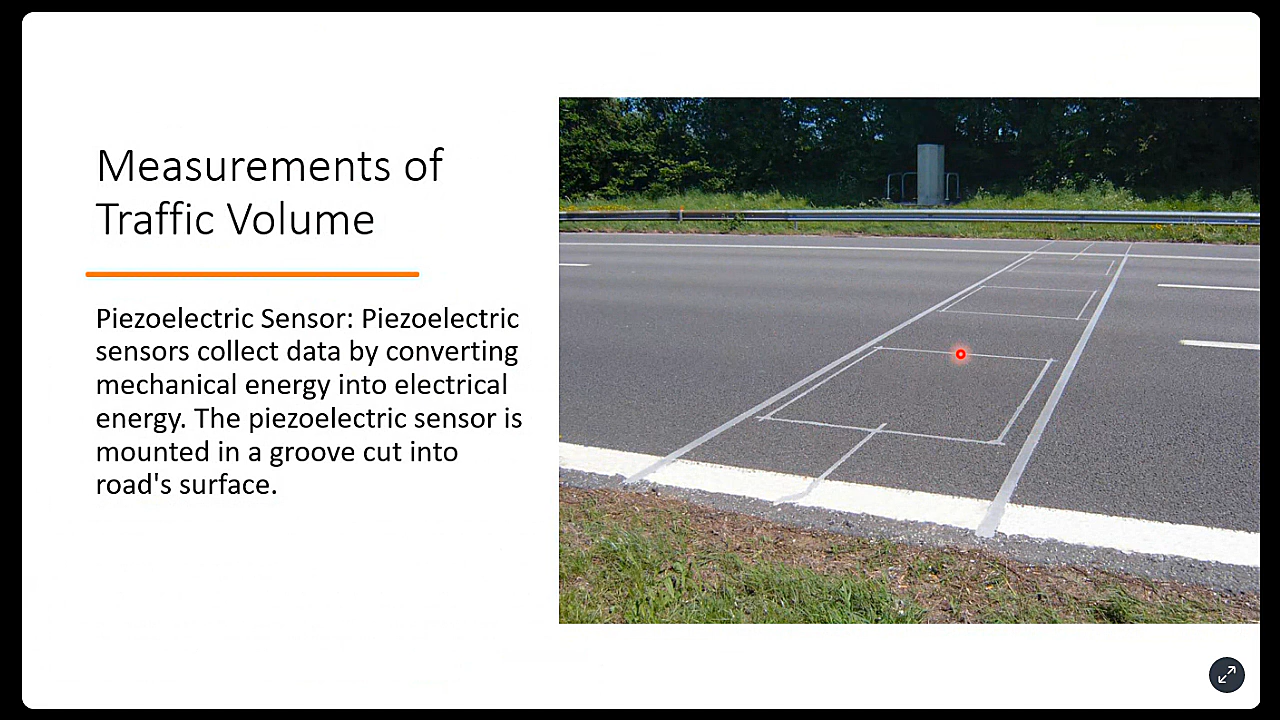 Measurements of
Traffic Volume
Piezoelectric Sensor: Piezoelectric
sensors collect data by converting
mechanical energy into electrical
energy. The piezoelectric sensor is
mounted in a groove cut into
road's surface.